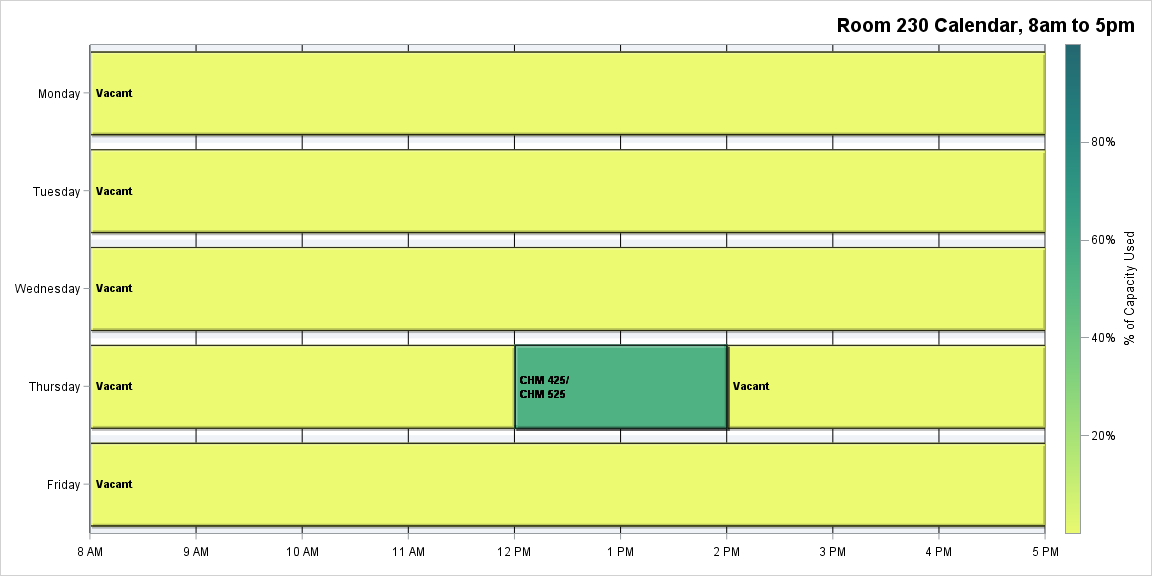 Room 230 Calendar, 8am to 5pm
Monday
Vacant
Tuesday
Vacant
Wednesday
Vacant
Thursday
Vacant
CHM 425/
CHM 525
Vacant
Friday
Vacant
8 AM 9 AM 10 AM 11 AM 12 PM 1 PM 2 PM 3 PM 4 PM 5 PM
80%
60%
40%
20%
% of Capacity Used